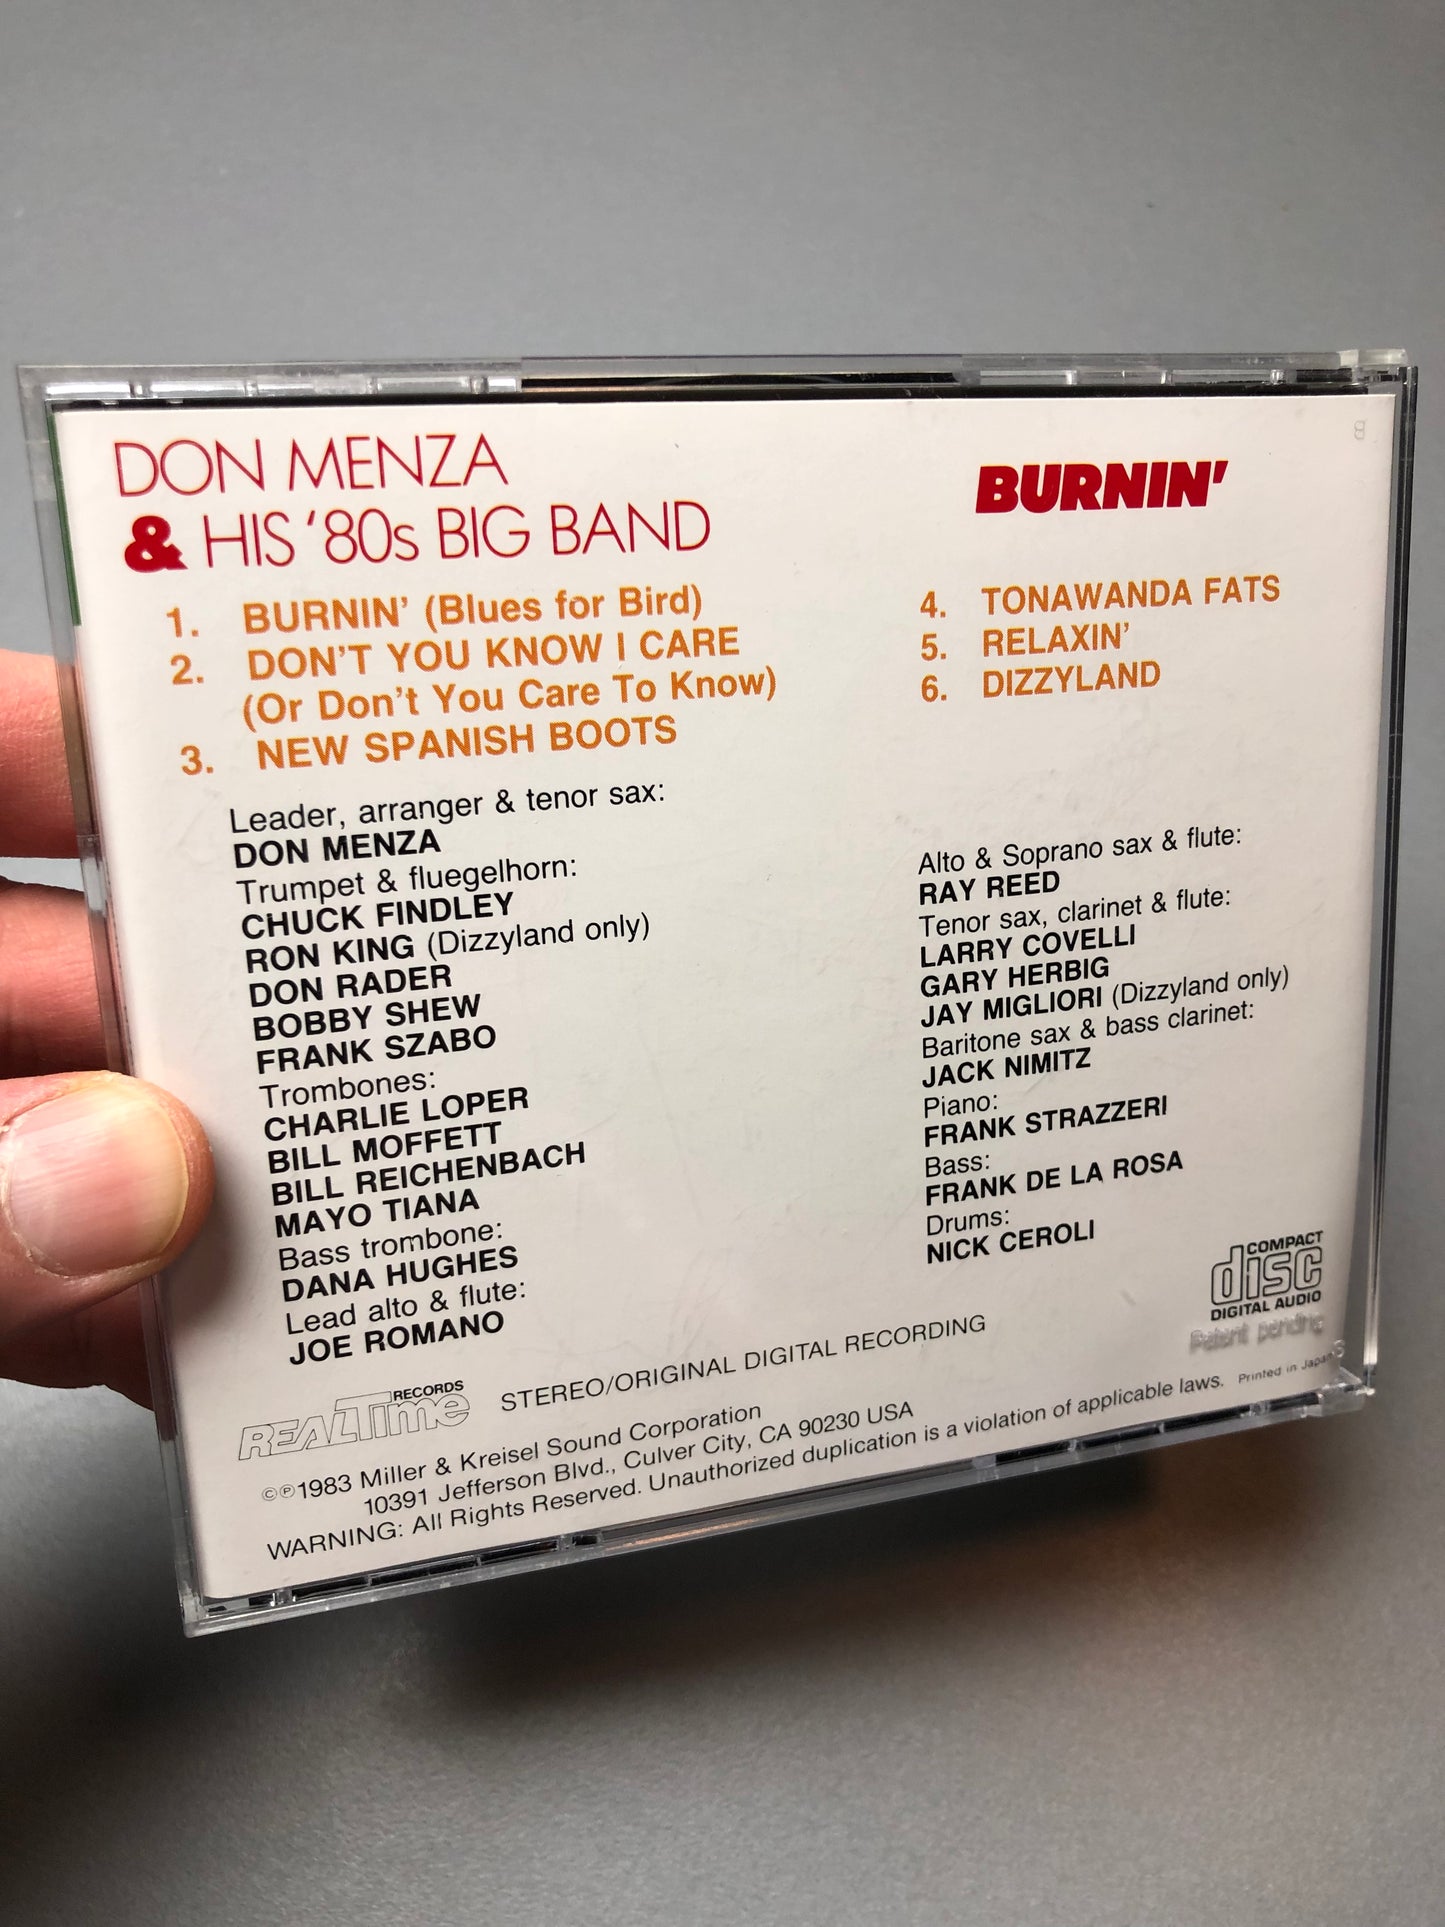 DON MENZA
& HIS '80s BIG BAND
BURNIN'
1. BURNIN' (Blues for Bird)
2. DON'T YOU KNOW I CARE
(Or Don't You Care To Know)
3. NEW SPANISH BOOTS
4. TONAWANDA FATS
5. RELAXIN'
6. DIZZYLAND
Leader, arranger & tenor sax:
DON MENZA
Trumpet & fluegelhorn:
CHUCK FINDLEY
RON KING (Dizzyland only)
DON RADER
BOBBY SHEW
FRANK SZABO
Trombones:
CHARLIE LOPER
BILL MOFFETT
BILL REICHENBACH
MAYO TIANA
Bass trombone:
DANA HUGHES
Lead alto & flute:
JOE ROMANO
Alto & Soprano sax & flute:
RAY REED
Tenor sax, clarinet & flute:
LARRY COVELLI
GARY HERBIG
JAY MIGLIORI (Dizzyland only)
Baritone sax & bass clarinet:
JACK NIMITZ
Piano:
FRANK STRAZZERI
Bass:
FRANK DE LA ROSA
Drums:
NICK CEROLI
COMPACT
disc
DIGITAL AUDIO
Patent pending
REALTime RECORDS
STEREO/ORIGINAL DIGITAL RECORDING
©℗1983 Miller & Kreisel Sound Corporation
10391 Jefferson Blvd., Culver City, CA 90230 USA
WARNING: All Rights Reserved. Unauthorized duplication is a violation of applicable laws. Printed in Japan